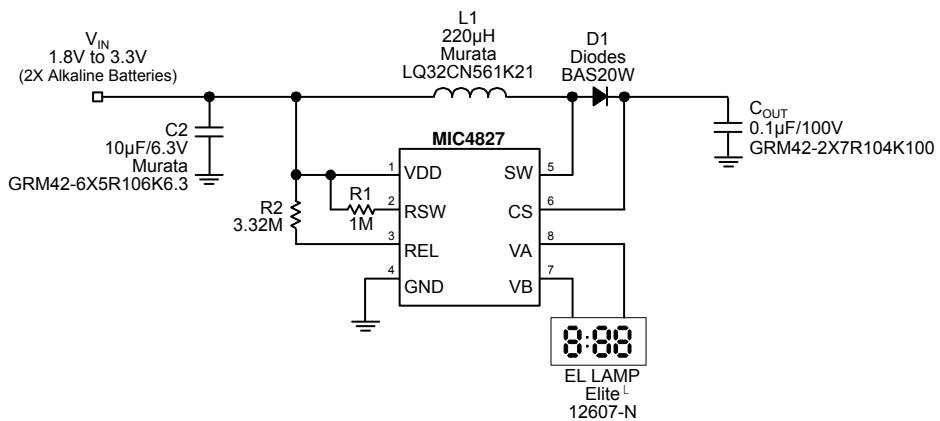 V_IN
1.8V to 3.3V
(2X Alkaline Batteries)
L1
220µH
Murata
LQ32CN561K21
D1
Diodes
BAS20W
C_OUT
0.1µF/100V
GRM42-2X7R104K100
C2
10µF/6.3V
Murata
GRM42-6X5R106K6.3
MIC4827
1 VDD SW 5
R1
1M
2 RSW CS 6
R2
3.32M
3 REL VA 8
4 GND VB 7
8:88
EL LAMP
Elite L
12607-N